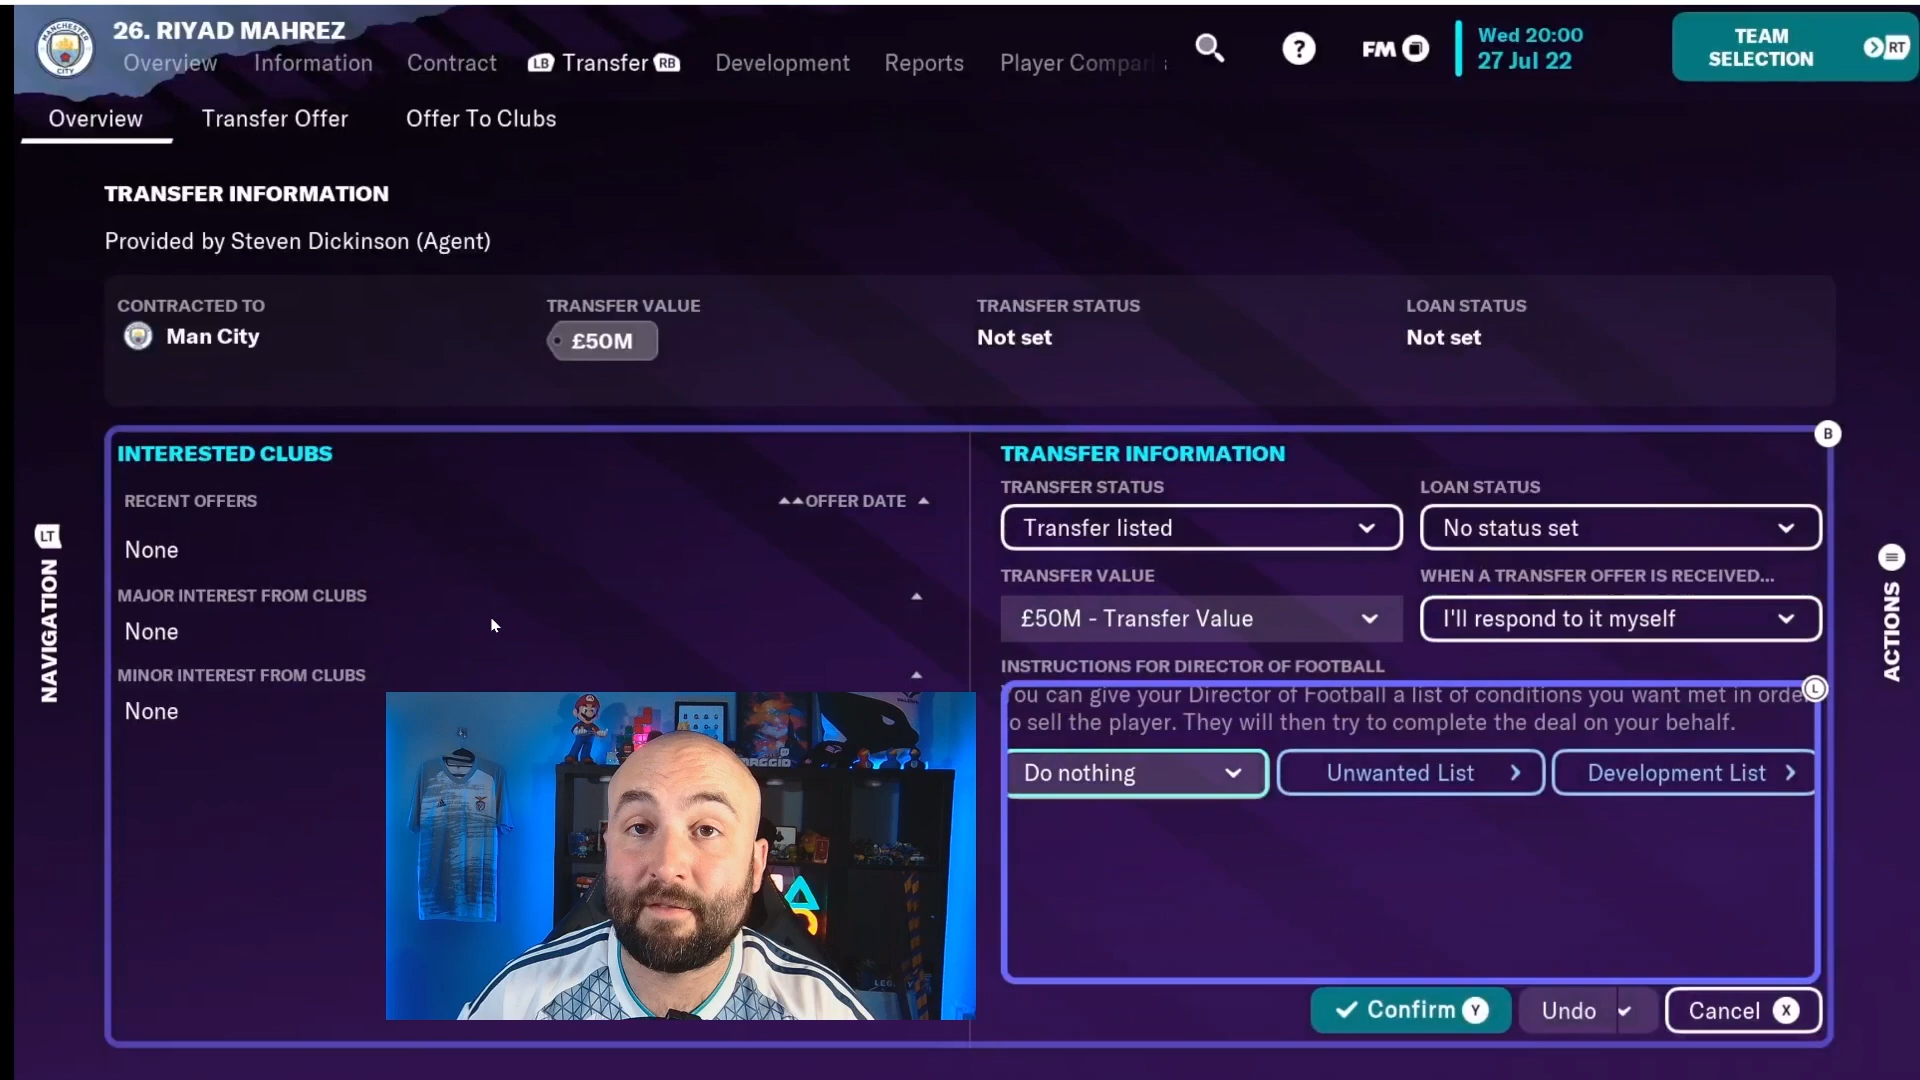 26. RIYAD MAHREZ
Overview Information Contract LB Transfer RB Development Reports Player Compari
? FM Wed 20:00
27 Jul 22
TEAM
SELECTION
RT
Overview Transfer Offer Offer To Clubs
TRANSFER INFORMATION
Provided by Steven Dickinson (Agent)
CONTRACTED TO TRANSFER VALUE TRANSFER STATUS LOAN STATUS
Man City £50M Not set Not set
B
INTERESTED CLUBS
RECENT OFFERS OFFER DATE
None
MAJOR INTEREST FROM CLUBS
None
MINOR INTEREST FROM CLUBS
None
TRANSFER INFORMATION
TRANSFER STATUS LOAN STATUS
Transfer listed No status set
TRANSFER VALUE WHEN A TRANSFER OFFER IS RECEIVED...
£50M - Transfer Value I'll respond to it myself
INSTRUCTIONS FOR DIRECTOR OF FOOTBALL
You can give your Director of Football a list of conditions you want met in orde
o sell the player. They will then try to complete the deal on your behalf.
L
Do nothing Unwanted List Development List
Confirm Y Undo Cancel X
LT
NAVIGATION
ACTIONS
MANCHESTER
CITY